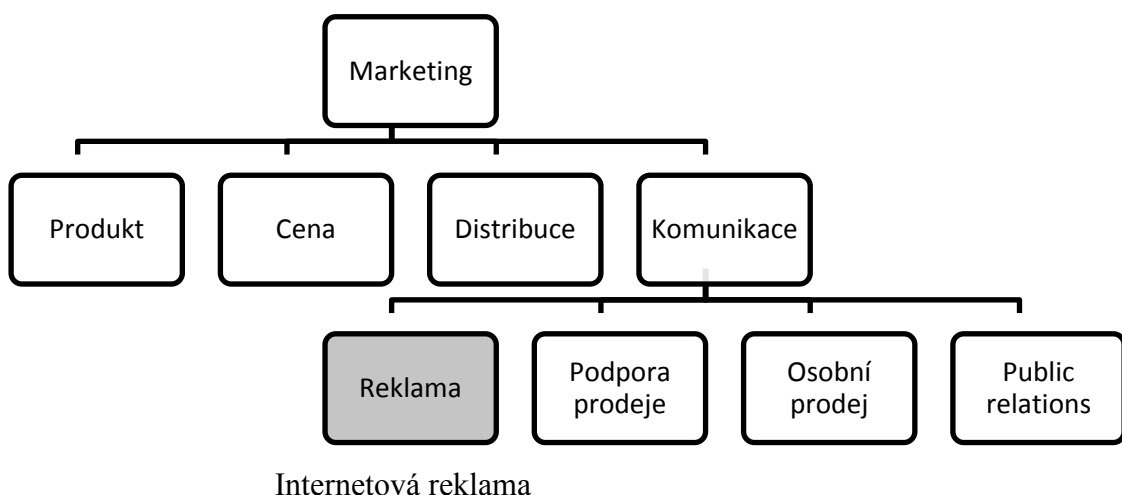 Marketing
Produkt
Cena
Distribuce
Komunikace
Reklama
Podpora
prodeje
Osobní
prodej
Public
relations
Internetová reklama